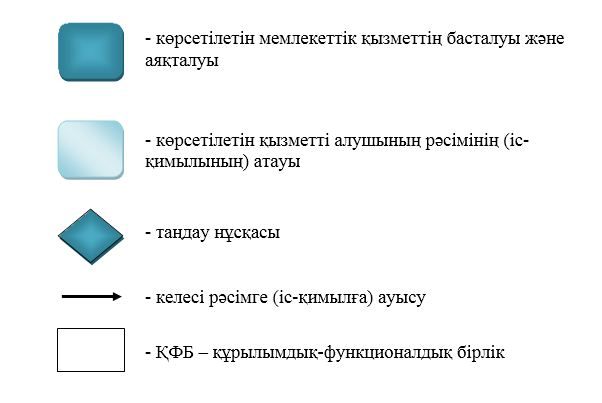 - көрсетілетін мемлекеттік қызметтің басталуы және
аяқталуы
- көрсетілетін қызметті алушының рәсімінің (іс-
қимылының) атауы
- таңдау нұсқасы
- келесі рәсімге (іс-қимылға) ауысу
- ҚФБ – құрылымдық-функционалдық бірлік